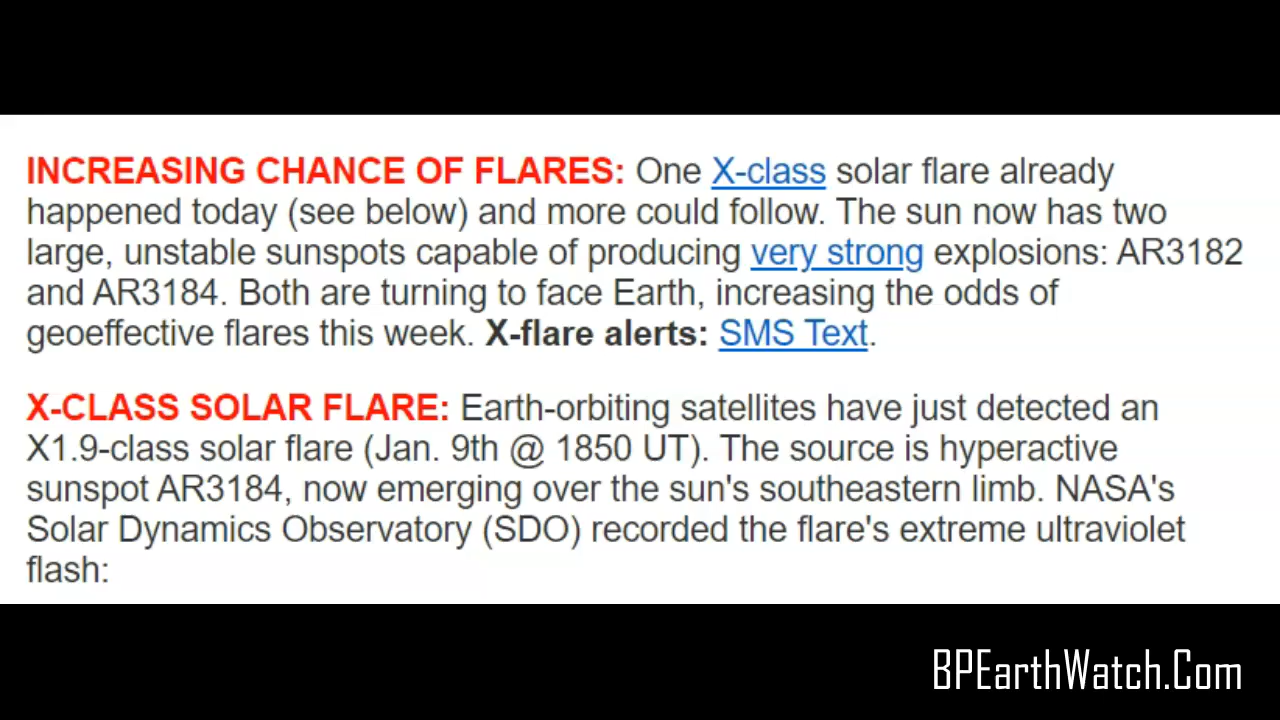 INCREASING CHANCE OF FLARES: One X-class solar flare already
happened today (see below) and more could follow. The sun now has two
large, unstable sunspots capable of producing very strong explosions: AR3182
and AR3184. Both are turning to face Earth, increasing the odds of
geoeffective flares this week. X-flare alerts: SMS Text.
X-CLASS SOLAR FLARE: Earth-orbiting satellites have just detected an
X1.9-class solar flare (Jan. 9th @ 1850 UT). The source is hyperactive
sunspot AR3184, now emerging over the sun's southeastern limb. NASA's
Solar Dynamics Observatory (SDO) recorded the flare's extreme ultraviolet
flash:
BPEarthWatch.Com